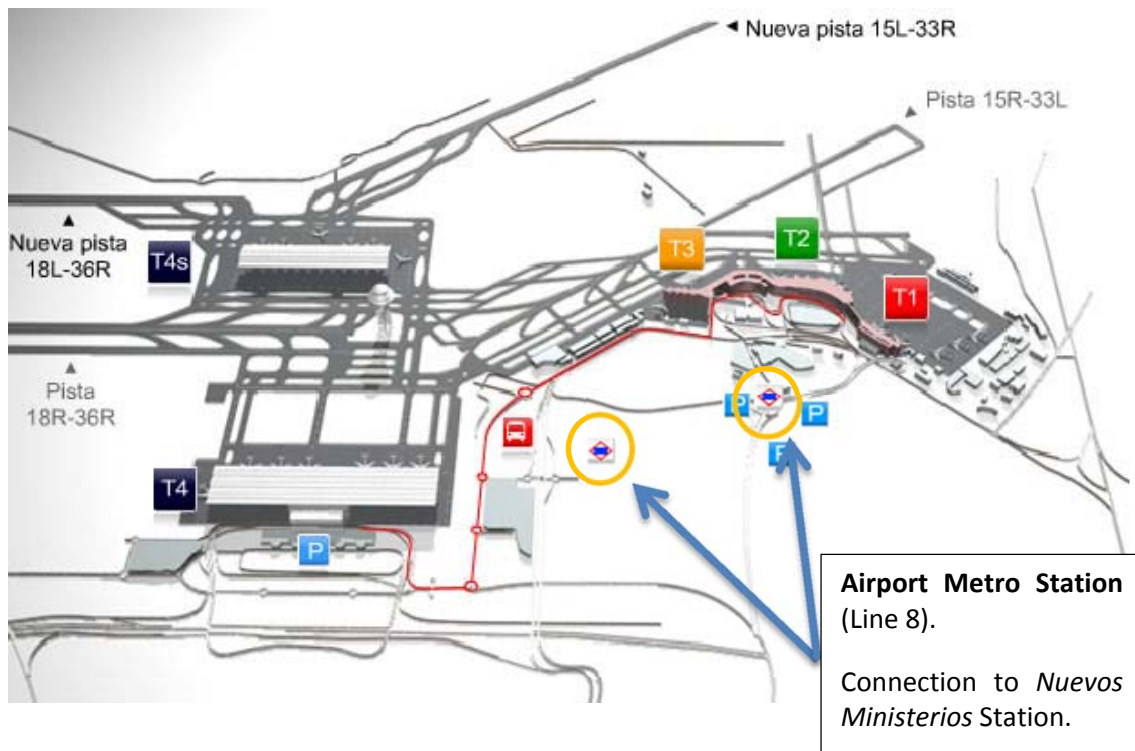 Nueva pista 15L-33R
Pista 15R-33L
Nueva pista
18L-36R
T4s
T3
T2
T1
Pista
18R-36R
P
P
P
T4
P
Airport Metro Station
(Line 8).
Connection to Nuevos
Ministerios Station.